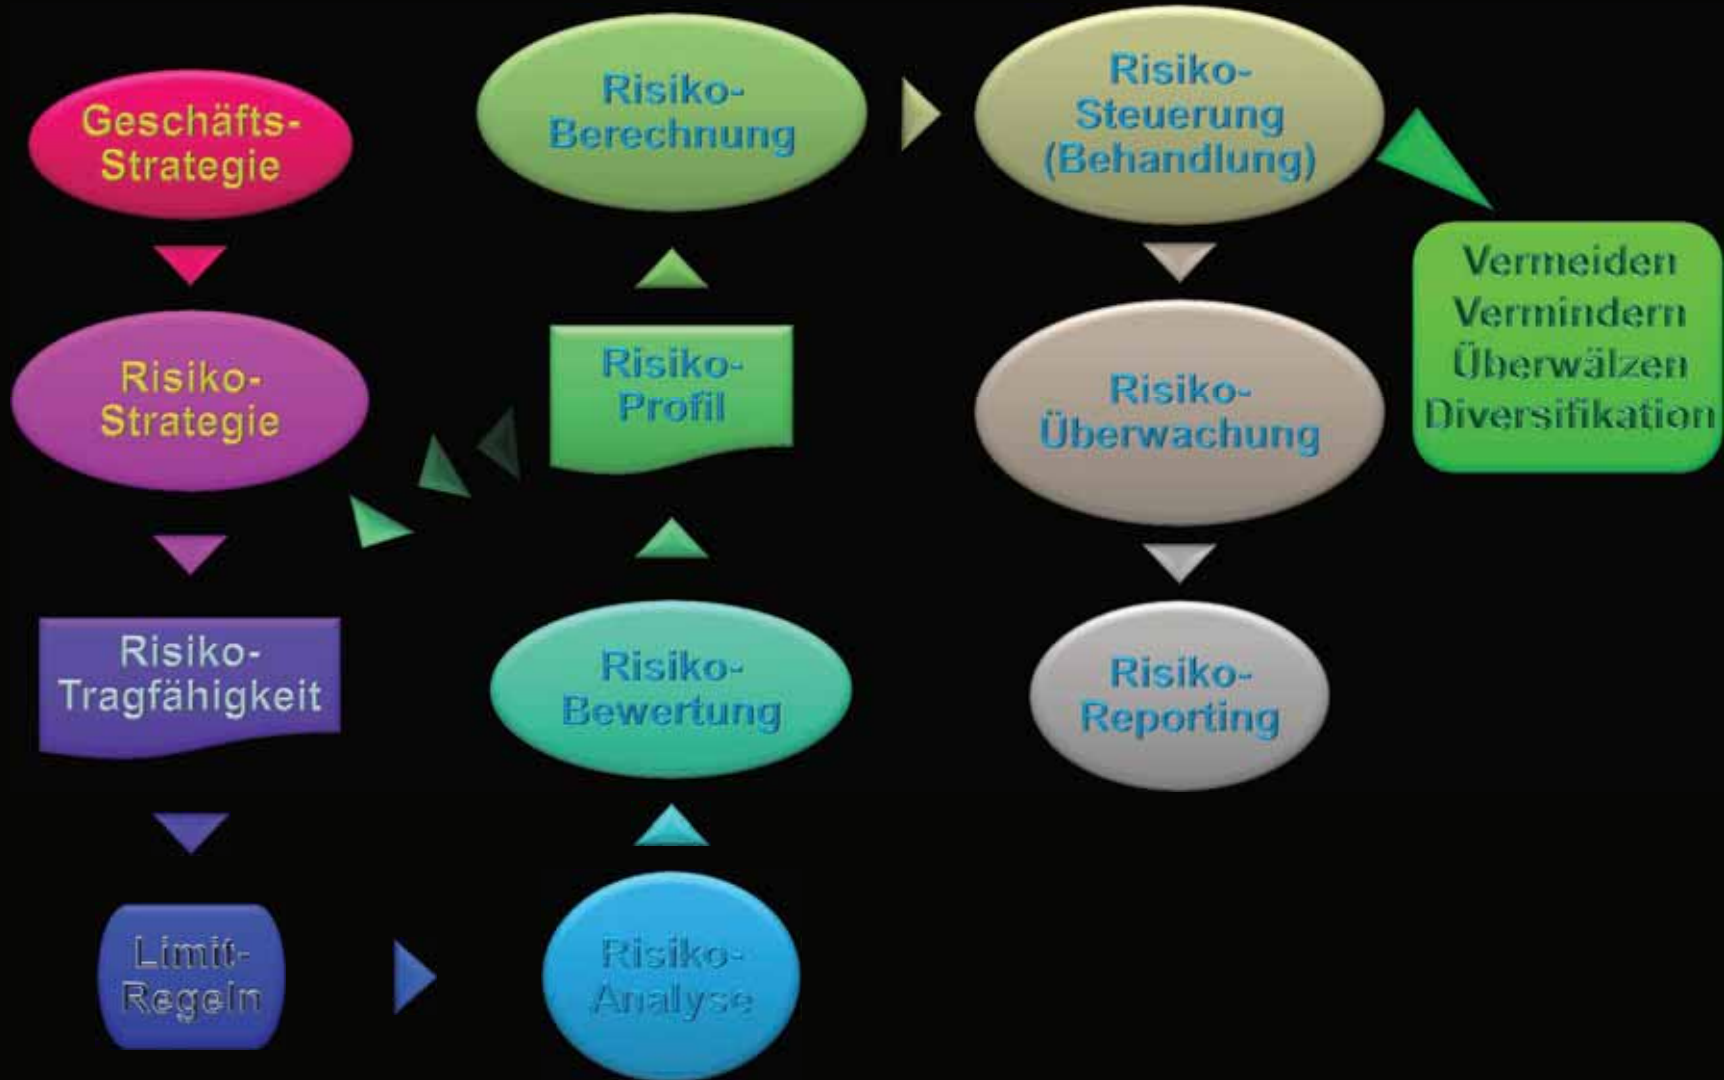 Geschäfts-
Strategie
Risiko-
Strategie
Risiko-
Tragfähigkeit
Limit-
Regeln
Risiko-
Analyse
Risiko-
Bewertung
Risiko-
Profil
Risiko-
Berechnung
Risiko-
Steuerung
(Behandlung)
Vermeiden
Vermindern
Überwälzen
Diversifikation
Risiko-
Überwachung
Risiko-
Reporting